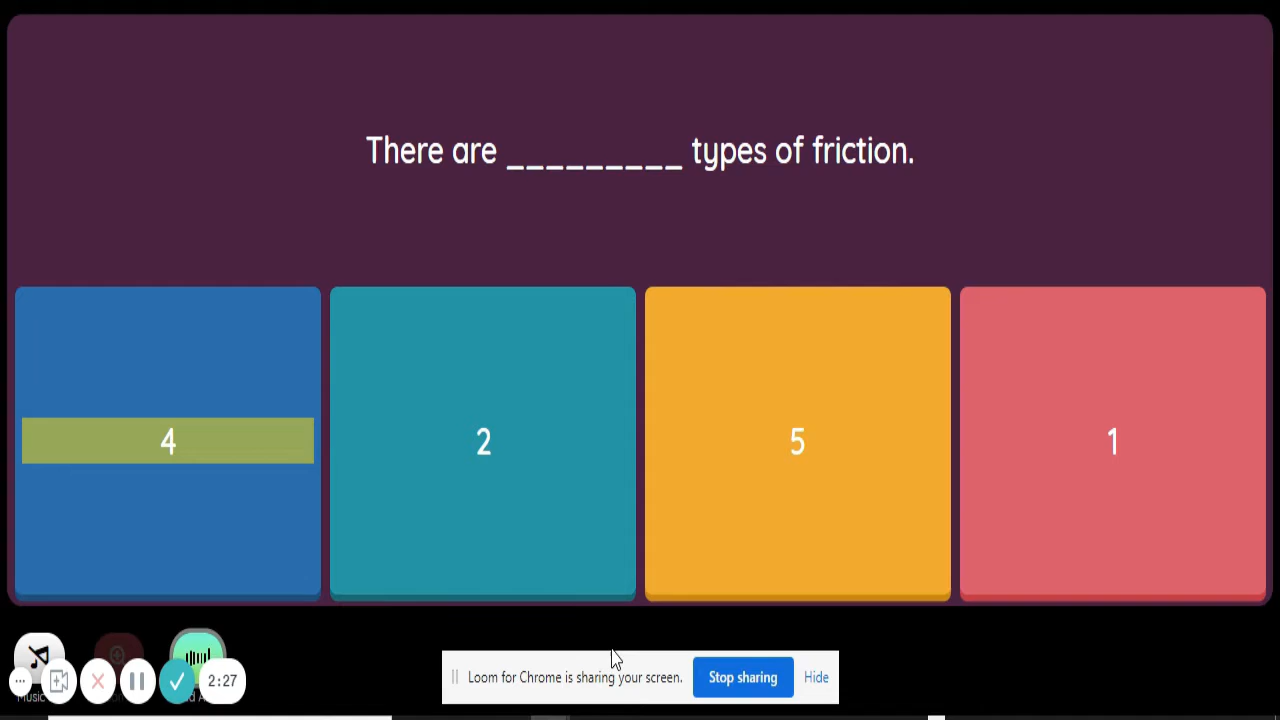 There are _________ types of friction.
4
2
5
1
Music
2:27
Loom for Chrome is sharing your screen.
Stop sharing
Hide